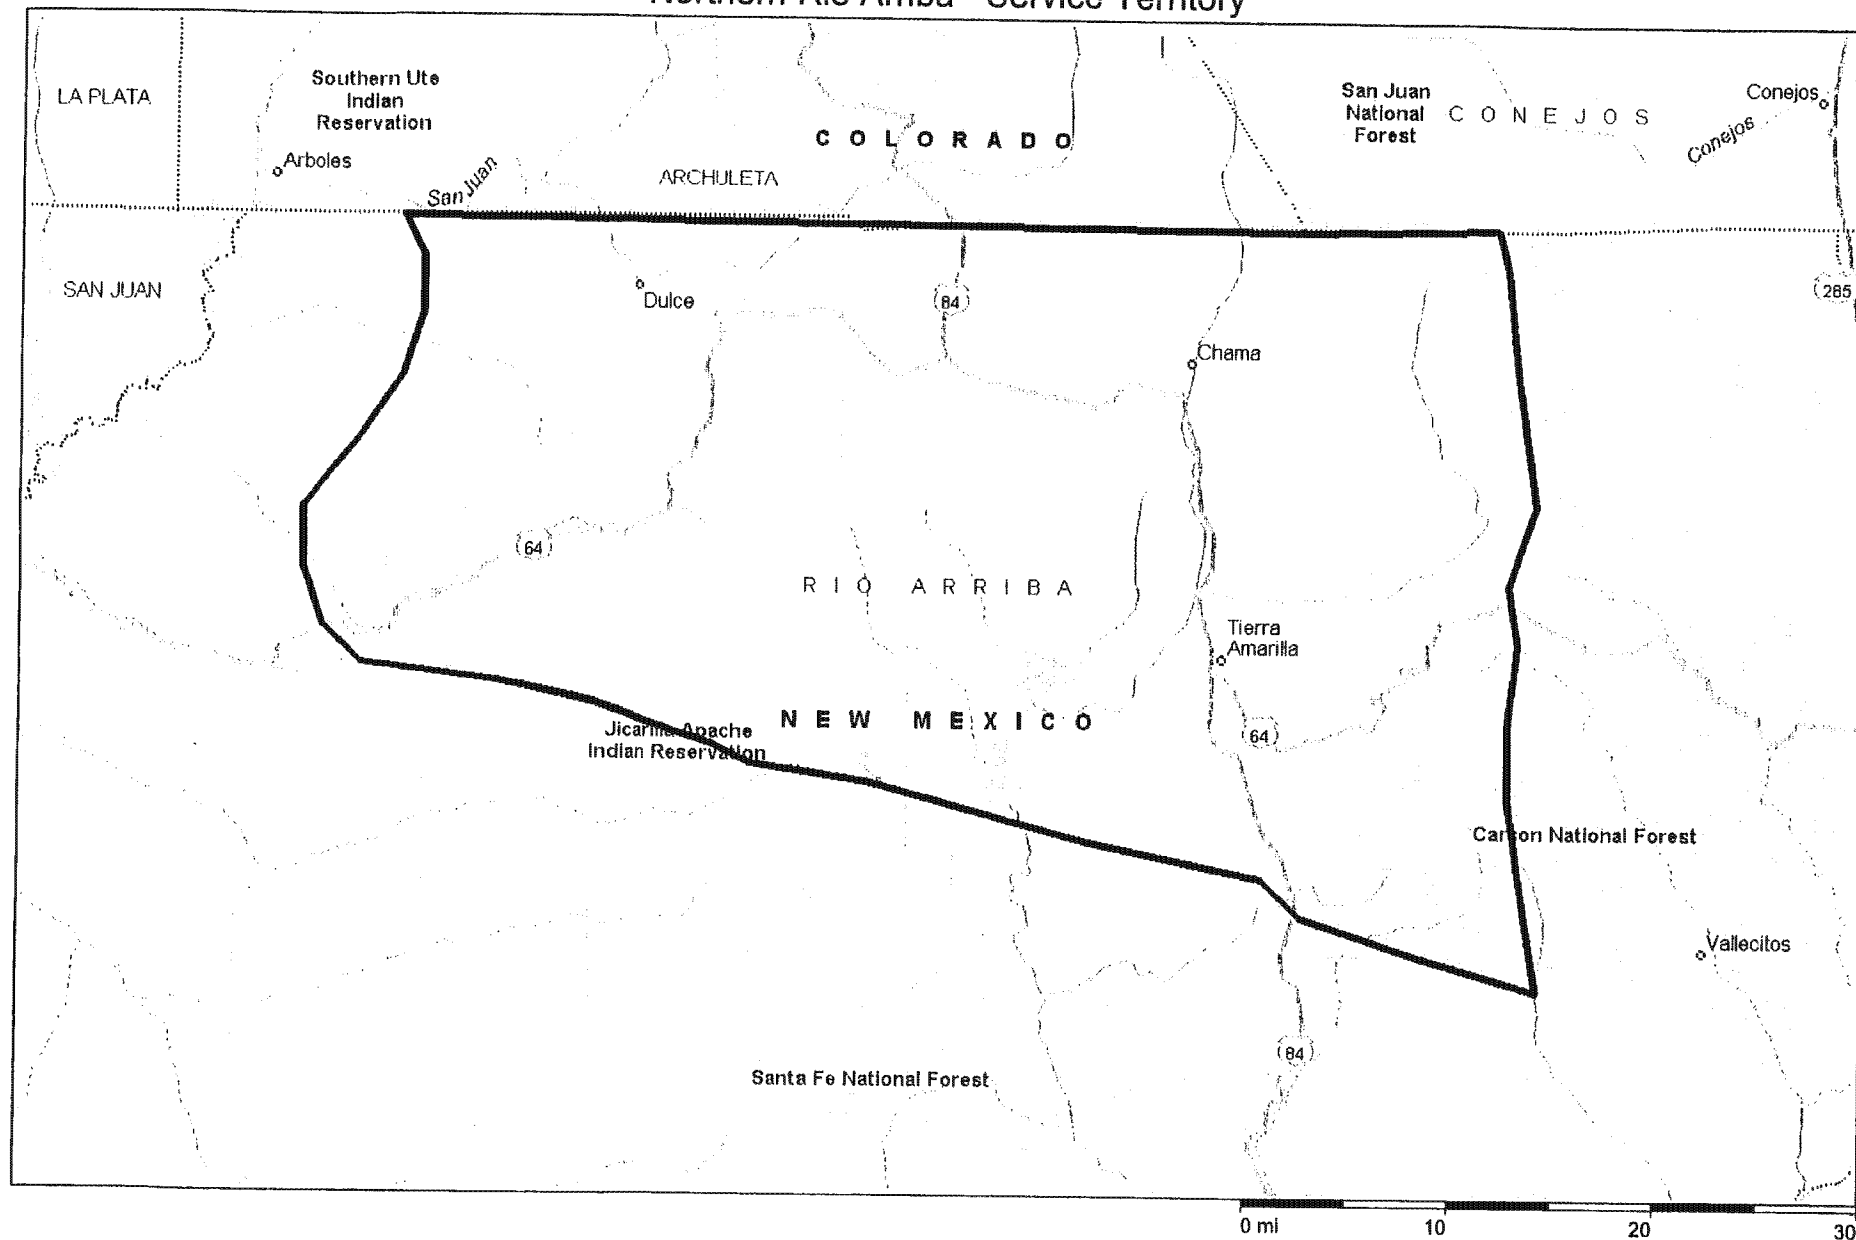 Northern Rio Arriba - Service Territory
LA PLATA
Southern Ute
Indian
Reservation
San Juan
National
Forest
CONEJOS
Conejos
Conejos
COLORADO
Arboles
San Juan
ARCHULETA
SAN JUAN
Dulce
84
285
Chama
64
RIO ARRIBA
Tierra
Amarilla
NEW MEXICO
64
Jicarilla Apache
Indian Reservation
Carson National Forest
Vallecitos
84
Santa Fe National Forest
0 mi 10 20 30